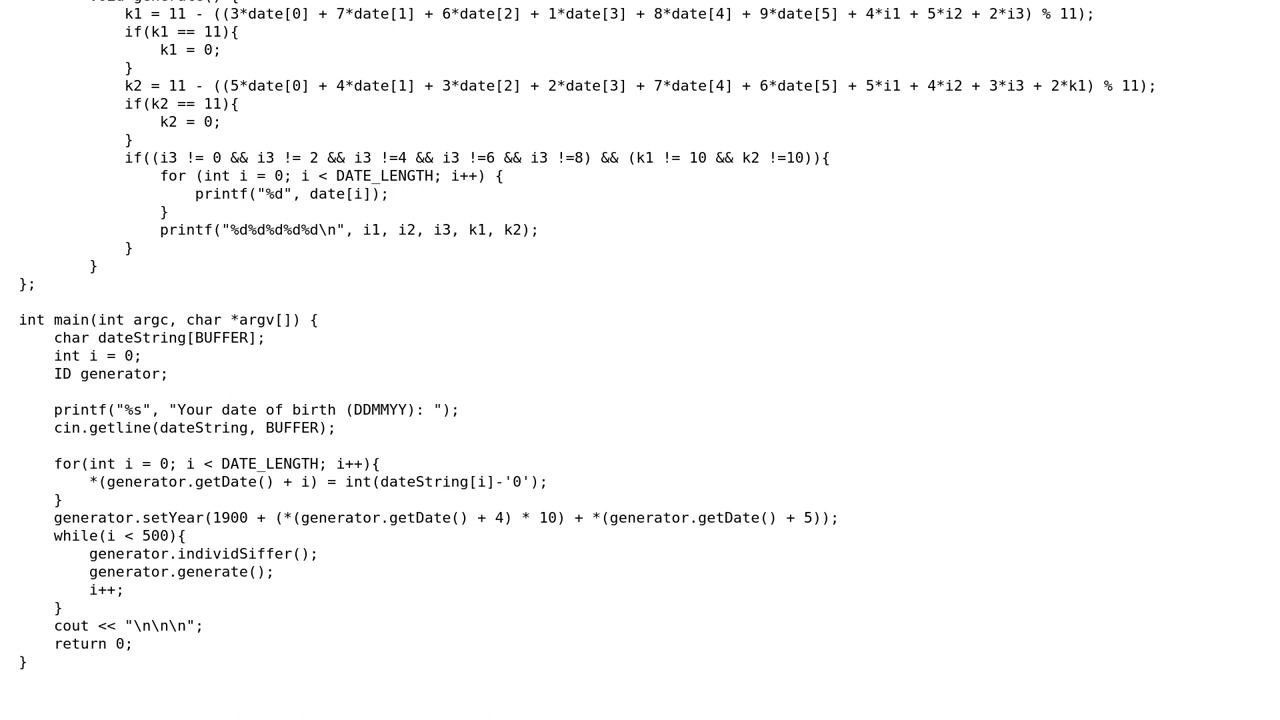 k1 = 11 - ((3*date[0] + 7*date[1] + 6*date[2] + 1*date[3] + 8*date[4] + 9*date[5] + 4*i1 + 5*i2 + 2*i3) % 11);
if(k1 == 11){
k1 = 0;
}
k2 = 11 - ((5*date[0] + 4*date[1] + 3*date[2] + 2*date[3] + 7*date[4] + 6*date[5] + 5*i1 + 4*i2 + 3*i3 + 2*k1) % 11);
if(k2 == 11){
k2 = 0;
}
if((i3 != 0 && i3 != 2 && i3 !=4 && i3 !=6 && i3 !=8) && (k1 != 10 && k2 !=10)){
for (int i = 0; i < DATE_LENGTH; i++) {
printf("%d", date[i]);
}
printf("%d%d%d%d%d\n", i1, i2, i3, k1, k2);
}
}
};
int main(int argc, char *argv[]) {
char dateString[BUFFER];
int i = 0;
ID generator;
printf("%s", "Your date of birth (DDMMYY): ");
cin.getline(dateString, BUFFER);
for(int i = 0; i < DATE_LENGTH; i++){
*(generator.getDate() + i) = int(dateString[i]-'0');
}
generator.setYear(1900 + (*(generator.getDate() + 4) * 10) + *(generator.getDate() + 5));
while(i < 500){
generator.individSiffer();
generator.generate();
i++;
}
cout << "\n\n\n";
return 0;
}